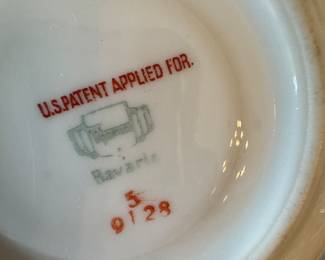 U.S. PATENT APPLIED FOR.
Bavaria
5
9128